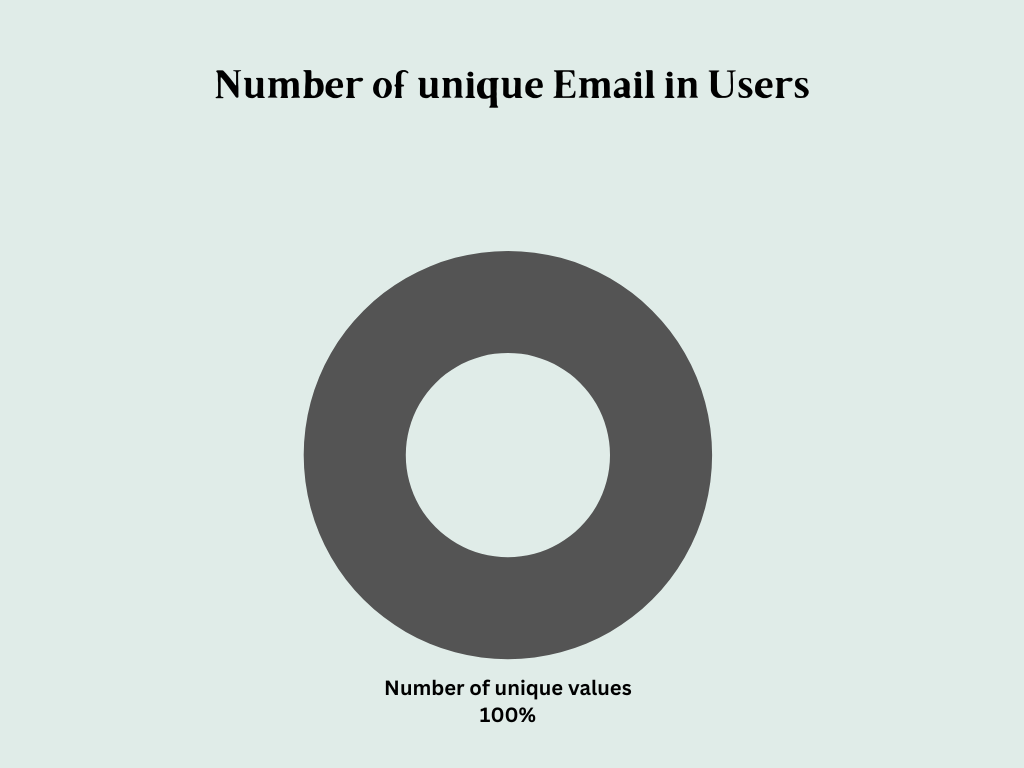 Number of unique Email in Users
Number of unique values
100%